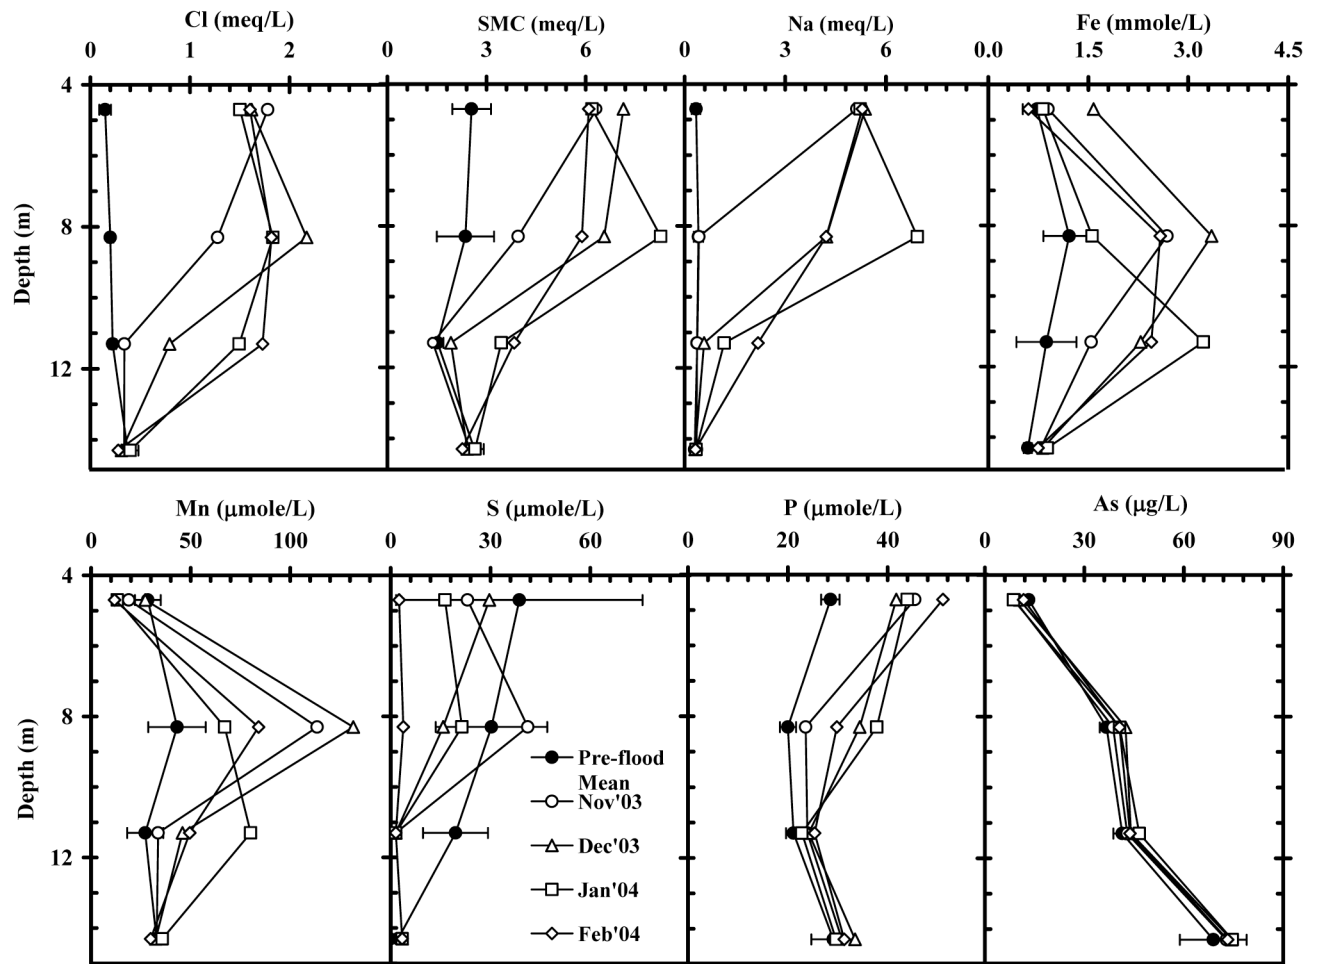 Cl (meq/L) SMC (meq/L) Na (meq/L) Fe (mmole/L)
0 1 2 0 3 6 0 3 6 0.0 1.5 3.0 4.5
4
8
12
Depth (m)
Mn (μmole/L) S (μmole/L) P (μmole/L) As (μg/L)
0 50 100 0 30 60 0 20 40 0 30 60 90
4
8
12
Depth (m)
Pre-flood
Mean
Nov'03
Dec'03
Jan'04
Feb'04